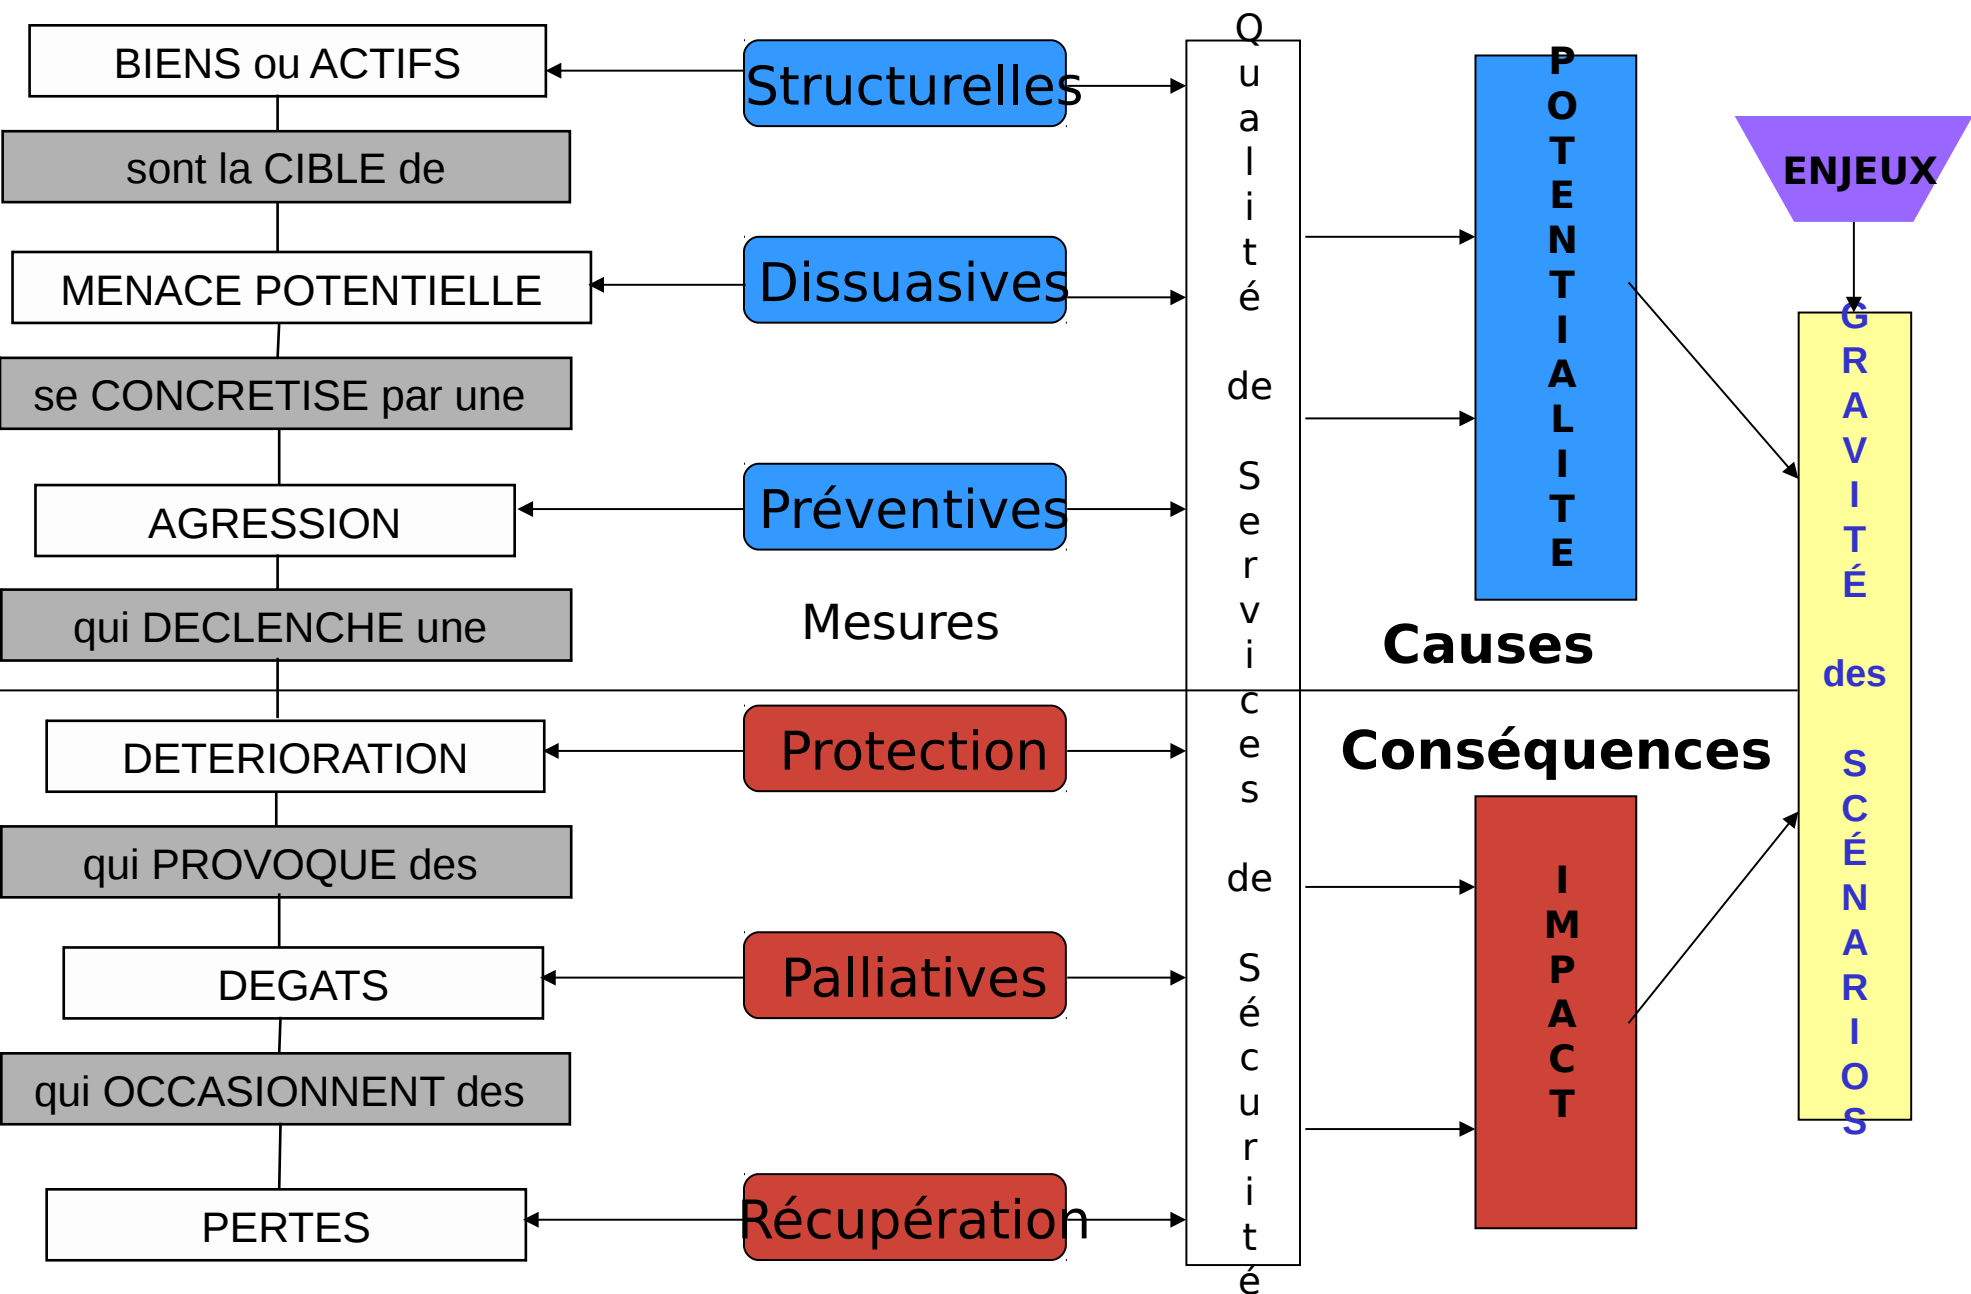 BIENS ou ACTIFS
sont la CIBLE de
MENACE POTENTIELLE
se CONCRETISE par une
AGRESSION
qui DECLENCHE une
DETERIORATION
qui PROVOQUE des
DEGATS
qui OCCASIONNENT des
PERTES
Structurelles
Dissuasives
Préventives
Mesures
Protection
Palliatives
Récupération
Qualité de Services de Sécurité
POTENTIALITE
Causes
Conséquences
IMPACT
ENJEUX
GRAVITÉ des SCÉNARIOS